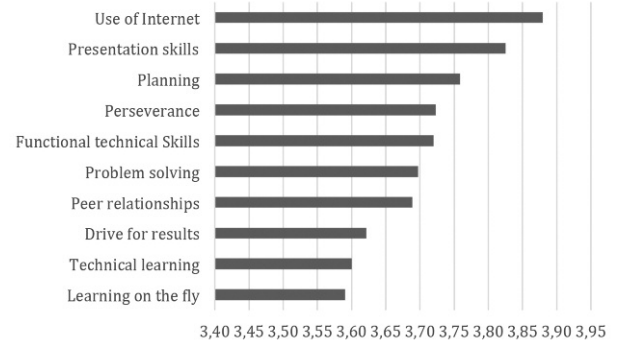 Use of Internet
Presentation skills
Planning
Perseverance
Functional technical Skills
Problem solving
Peer relationships
Drive for results
Technical learning
Learning on the fly
3,40 3,45 3,50 3,55 3,60 3,65 3,70 3,75 3,80 3,85 3,90 3,95